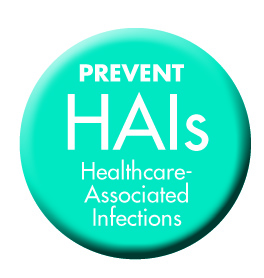 PREVENT
HAIs
Healthcare-
Associated
Infections